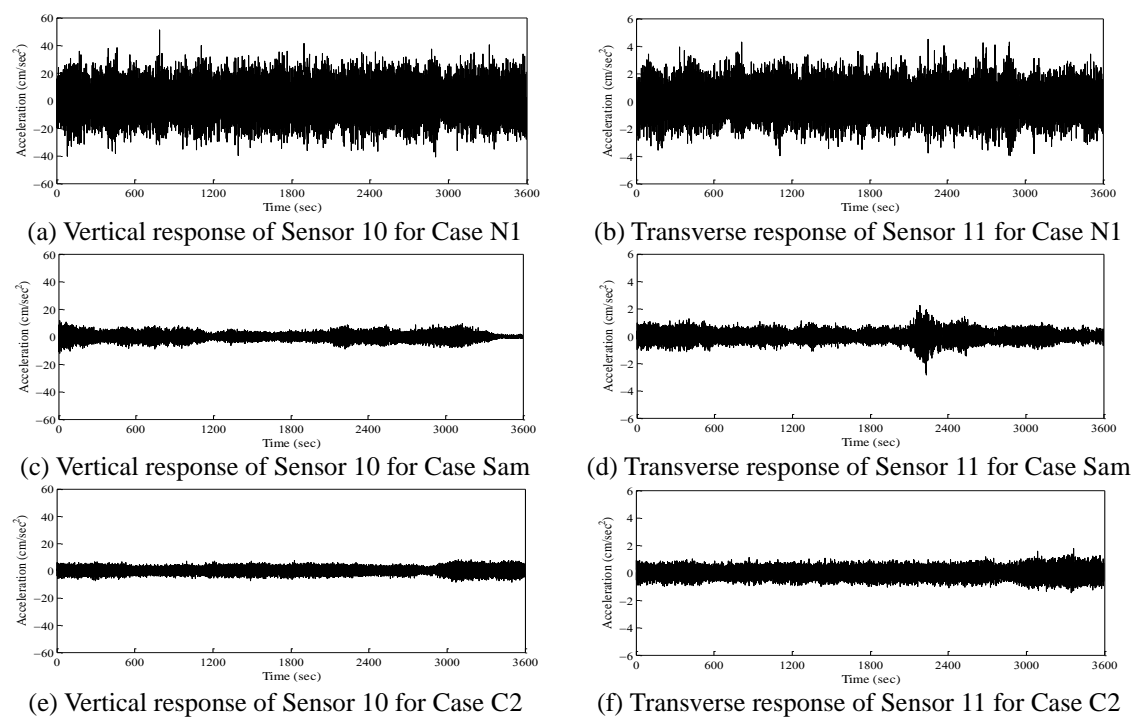 Acceleration (cm/sec²)
60
40
20
0
−20
−40
−60
0 600 1200 1800 2400 3000 3600
Time (sec)
(a) Vertical response of Sensor 10 for Case N1
Acceleration (cm/sec²)
6
4
2
0
−2
−4
−6
0 600 1200 1800 2400 3000 3600
Time (sec)
(b) Transverse response of Sensor 11 for Case N1
Acceleration (cm/sec²)
60
40
20
0
−20
−40
−60
0 600 1200 1800 2400 3000 3600
Time (sec)
(c) Vertical response of Sensor 10 for Case Sam
Acceleration (cm/sec²)
6
4
2
0
−2
−4
−6
0 600 1200 1800 2400 3000 3600
Time (sec)
(d) Transverse response of Sensor 11 for Case Sam
Acceleration (cm/sec²)
60
40
20
0
−20
−40
−60
0 600 1200 1800 2400 3000 3600
Time (sec)
(e) Vertical response of Sensor 10 for Case C2
Acceleration (cm/sec²)
6
4
2
0
−2
−4
−6
0 600 1200 1800 2400 3000 3600
Time (sec)
(f) Transverse response of Sensor 11 for Case C2